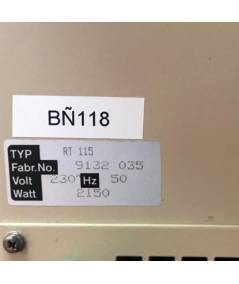 BÑ118
TYP RT 115
Fabr.No. 9132 035
Volt 230 Hz 50
Watt 2150